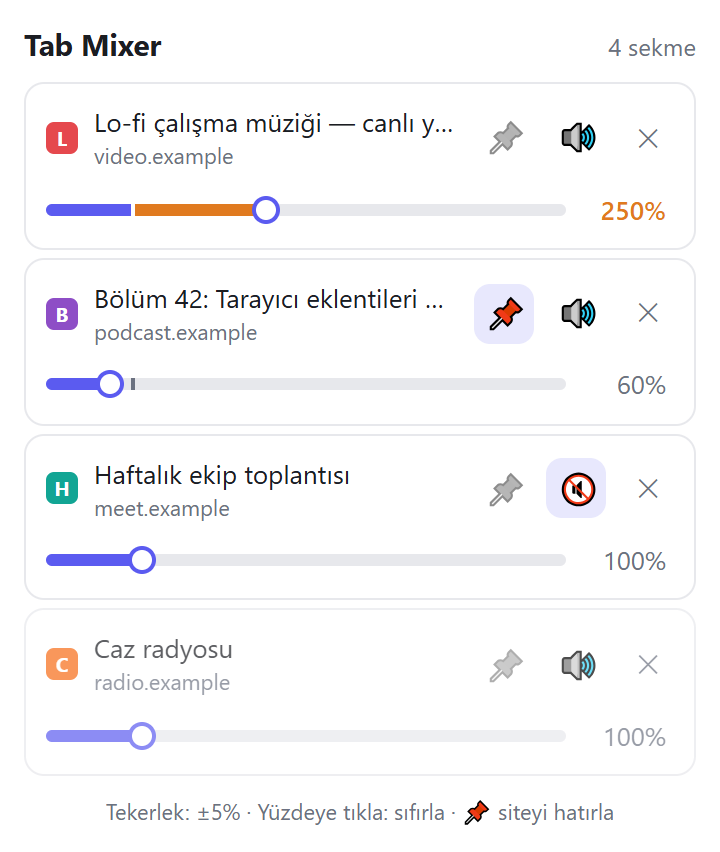 Tab Mixer
4 sekme
L
Lo-fi çalışma müziği — canlı y...
video.example
250%
B
Bölüm 42: Tarayıcı eklentileri ...
podcast.example
60%
H
Haftalık ekip toplantısı
meet.example
100%
C
Caz radyosu
radio.example
100%
Tekerlek: ±5% · Yüzdeye tıkla: sıfırla · 📌 siteyi hatırla